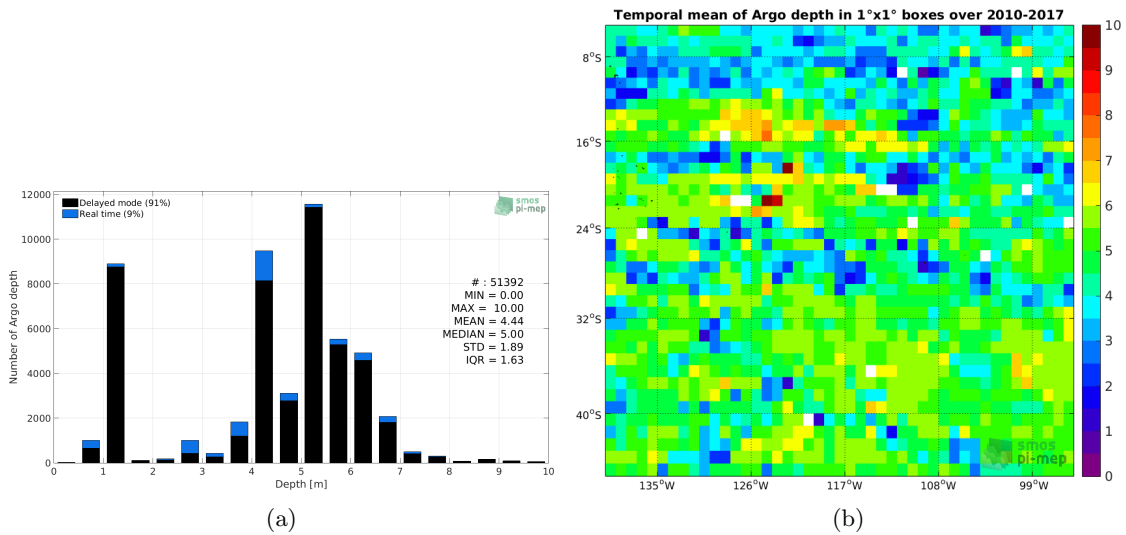 Temporal mean of Argo depth in 1°x1° boxes over 2010-2017
12000
10000
8000
6000
4000
2000
0
Number of Argo depth
Delayed mode (91%)
Real time (9%)
smos
pi-mep
# : 51392
MIN = 0.00
MAX = 10.00
MEAN = 4.44
MEDIAN = 5.00
STD = 1.89
IQR = 1.63
0 1 2 3 4 5 6 7 8 9 10
Depth [m]
(a)
8°S
16°S
24°S
32°S
40°S
135°W 126°W 117°W 108°W 99°W
smos
pi-mep
10
9
8
7
6
5
4
3
2
1
0
(b)